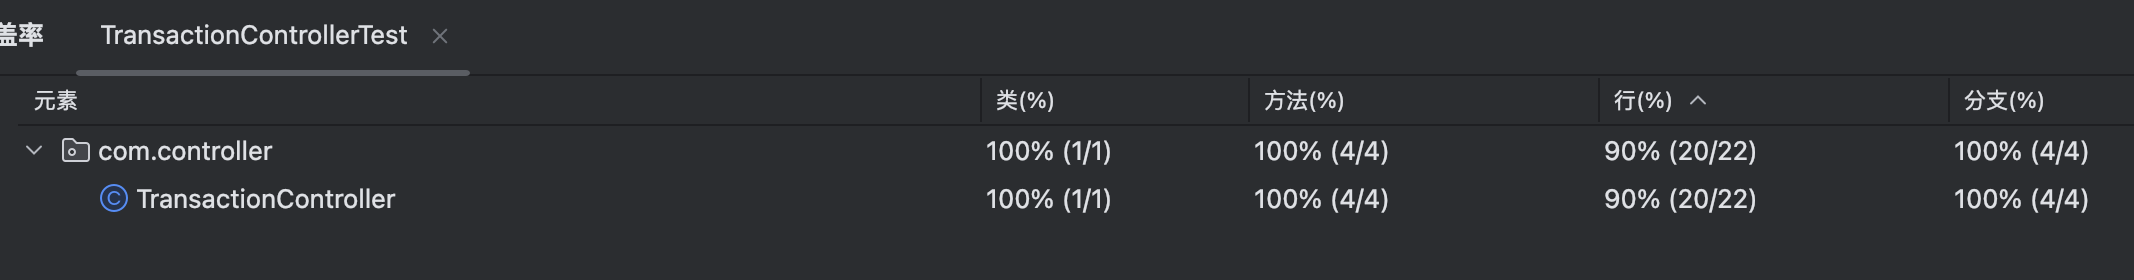 盖率 TransactionControllerTest
元素 类(%) 方法(%) 行(%) 分支(%)
com.controller 100% (1/1) 100% (4/4) 90% (20/22) 100% (4/4)
TransactionController 100% (1/1) 100% (4/4) 90% (20/22) 100% (4/4)